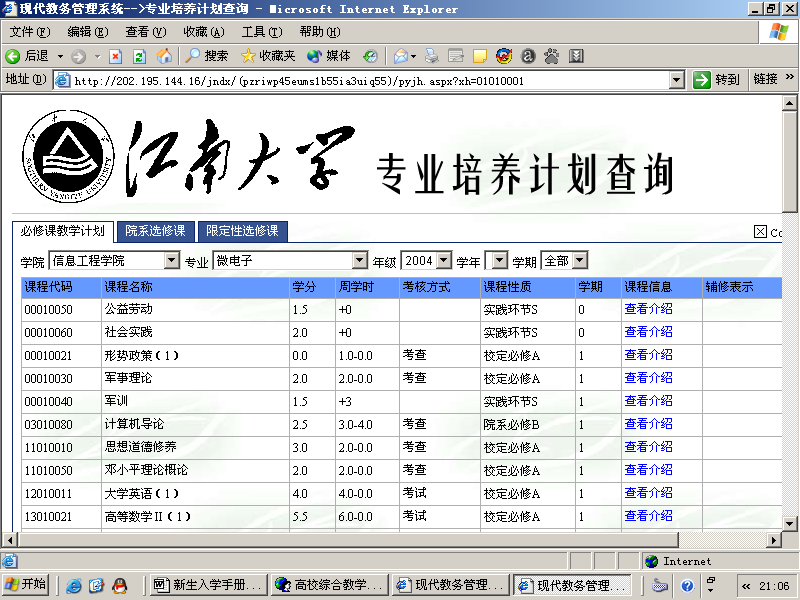 现代教务管理系统-->专业培养计划查询 - Microsoft Internet Explorer
文件(F) 编辑(E) 查看(V) 收藏(A) 工具(T) 帮助(H)
后退 搜索 收藏夹 媒体
地址(D) http://202.195.144.16/jndx/(pzriwp45eums1b55ia3uiq55)/pyjh.aspx?xh=01010001 转到 链接 »
江南大学 专业培养计划查询
SOUTHERN YANGTZE UNIVERSITY
必修课教学计划 院系选修课 限定性选修课 Co
学院 信息工程学院 专业 微电子 年级 2004 学年 学期 全部
课程代码 课程名称 学分 周学时 考核方式 课程性质 学期 课程信息 辅修表示
00010050 公益劳动 1.5 +0 实践环节S 0 查看介绍
00010060 社会实践 2.0 +0 实践环节S 0 查看介绍
00010021 形势政策(1) 0.0 1.0-0.0 考查 校定必修A 1 查看介绍
00010030 军事理论 2.0 2.0-0.0 考查 校定必修A 1 查看介绍
00010040 军训 1.5 +3 实践环节S 1 查看介绍
03010080 计算机导论 2.5 3.0-4.0 考查 院系必修B 1 查看介绍
11010010 思想道德修养 3.0 2.0-0.0 考查 校定必修A 1 查看介绍
11010050 邓小平理论概论 2.0 2.0-0.0 考查 校定必修A 1 查看介绍
12010011 大学英语(1) 4.0 4.0-0.0 考试 校定必修A 1 查看介绍
13010021 高等数学Ⅱ(1) 5.5 6.0-0.0 考试 校定必修A 1 查看介绍
Internet
开始 新生入学手册... 高校综合教学... 现代教务管理... 现代教务管理... « 21:06